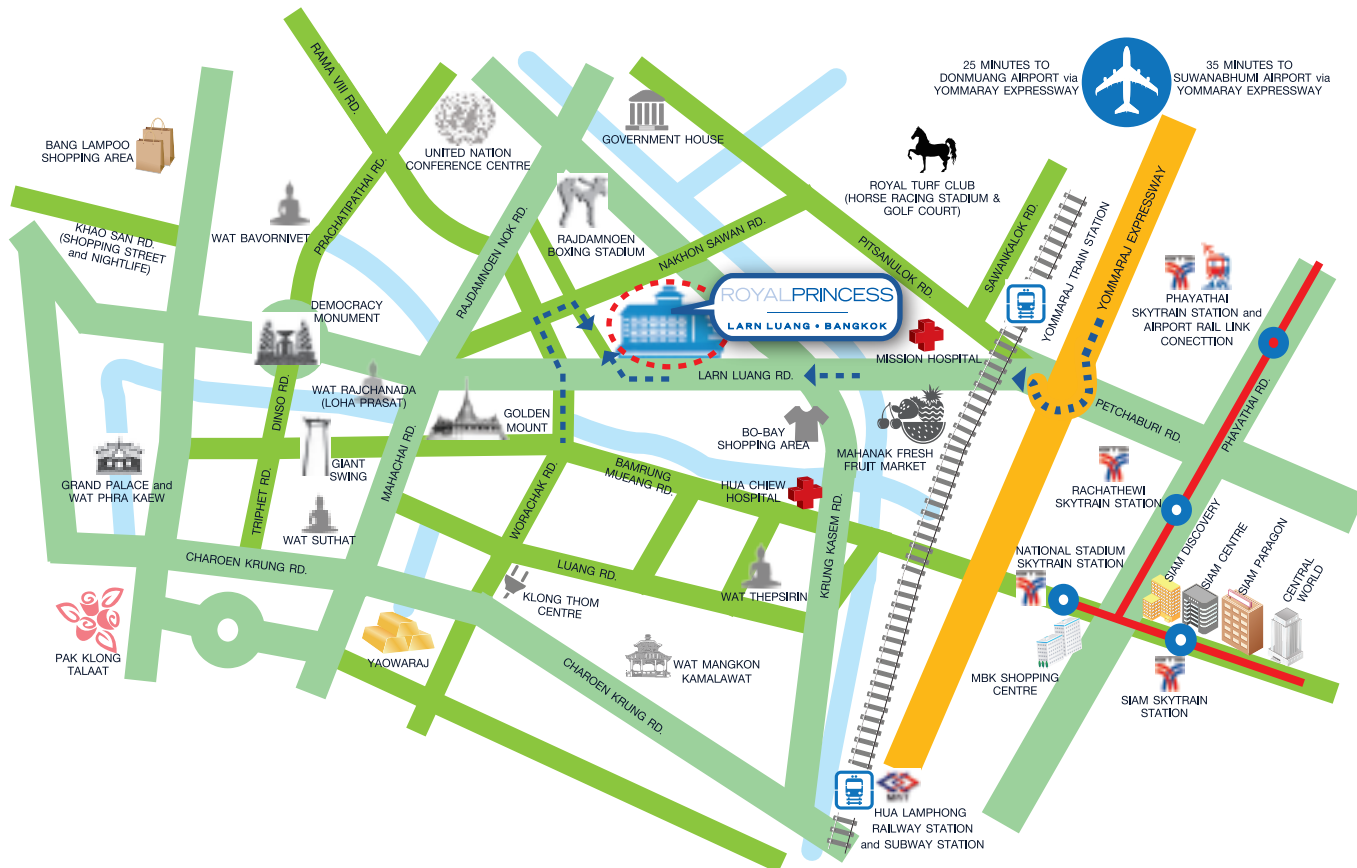 RAMA VIII RD.
25 MINUTES TO
DONMUANG AIRPORT via
YOMMARAY EXPRESSWAY
35 MINUTES TO
SUWANABHUMI AIRPORT via
YOMMARAY EXPRESSWAY
BANG LAMPOO
SHOPPING AREA
UNITED NATION
CONFERENCE CENTRE
GOVERNMENT HOUSE
ROYAL TURF CLUB
(HORSE RACING STADIUM &
GOLF COURT)
PRACHATIPATHAI RD.
WAT BAVORNIVET
KHAO SAN RD.
(SHOPPING STREET
and NIGHTLIFE)
RAJDAMNOEN NOK RD.
RAJDAMNOEN
BOXING STADIUM
NAKHON SAWAN RD.
PITSANULOK RD.
SAWANKALOK RD.
YOMMARAJ TRAIN STATION
YOMMARAJ EXPRESSWAY
PHAYATHAI
SKYTRAIN STATION and
AIRPORT RAIL LINK
CONECTTION
DEMOCRACY
MONUMENT
ROYALPRINCESS
LARN LUANG • BANGKOK
MISSION HOSPITAL
LARN LUANG RD.
PETCHABURI RD.
PHAYATHAI RD.
DINSO RD.
WAT RAJCHANADA
(LOHA PRASAT)
GOLDEN
MOUNT
BO-BAY
SHOPPING AREA
MAHANAK FRESH
FRUIT MARKET
GRAND PALACE and
WAT PHRA KAEW
GIANT
SWING
MAHACHAI RD.
WORACHAK RD.
BAMRUNG
MUEANG RD.
HUA CHIEW
HOSPITAL
RACHATHEWI
SKYTRAIN STATION
TRIPHET RD.
WAT SUTHAT
CHAROEN KRUNG RD.
LUANG RD.
KRUNG KASEM RD.
NATIONAL STADIUM
SKYTRAIN STATION
SIAM DISCOVERY
SIAM CENTRE
SIAM PARAGON
CENTRAL
WORLD
KLONG THOM
CENTRE
WAT THEPSIRIN
PAK KLONG
TALAAT
YAOWARAJ
WAT MANGKON
KAMALAWAT
CHAROEN KRUNG RD.
MBK SHOPPING
CENTRE
SIAM SKYTRAIN
STATION
HUA LAMPHONG
RAILWAY STATION
and SUBWAY STATION